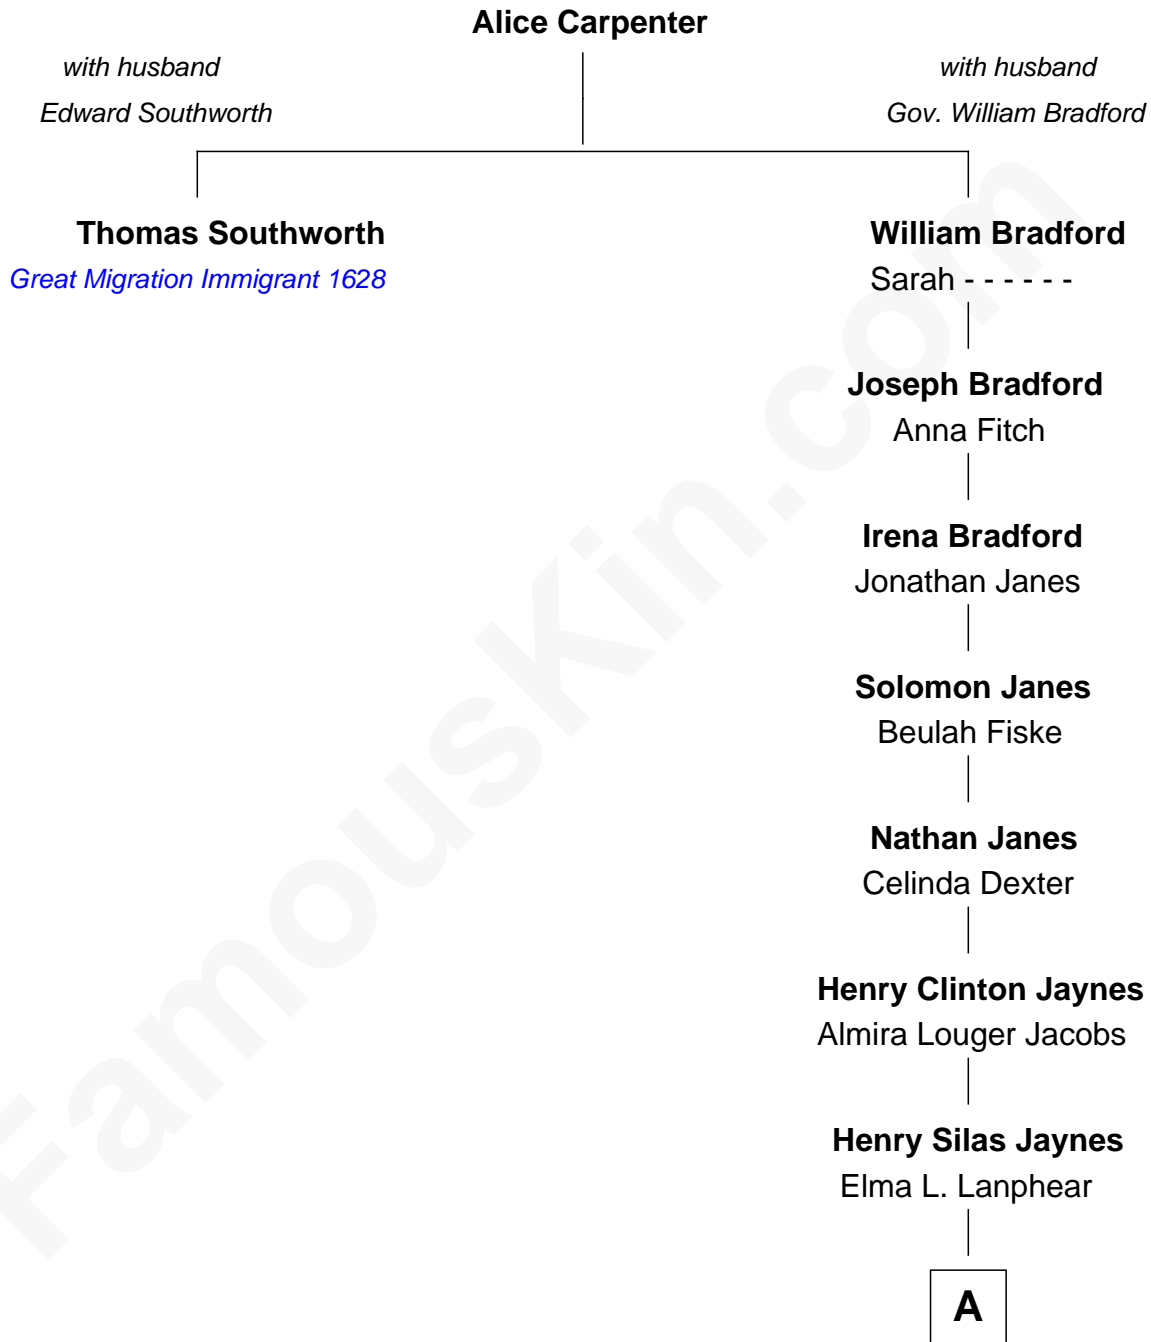 Alice Carpenter
with husband
Edward Southworth
with husband
Gov. William Bradford
Thomas Southworth
Great Migration Immigrant 1628
William Bradford
Sarah - - - - - -
Joseph Bradford
Anna Fitch
Irena Bradford
Jonathan Janes
Solomon Janes
Beulah Fiske
Nathan Janes
Celinda Dexter
Henry Clinton Jaynes
Almira Louger Jacobs
Henry Silas Jaynes
Elma L. Lanphear
A
FamousKin.com